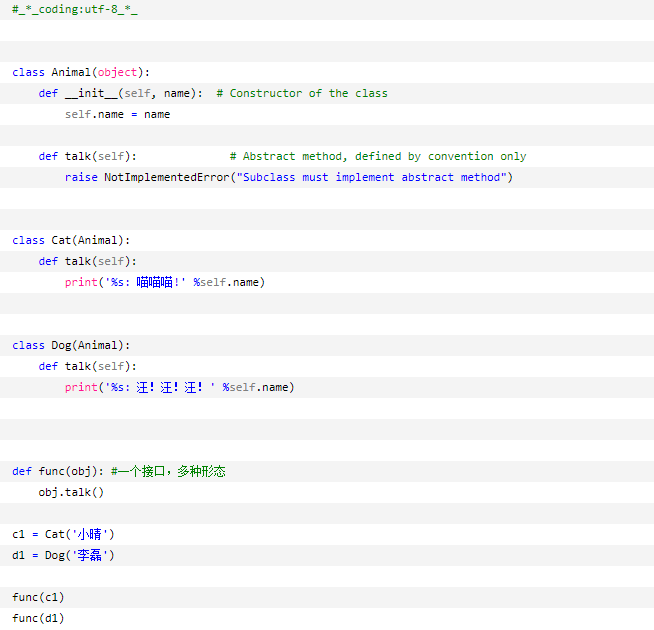 #_*_coding:utf-8_*_
class Animal(object):
    def __init__(self, name):  # Constructor of the class
        self.name = name
    def talk(self):              # Abstract method, defined by convention only
        raise NotImplementedError("Subclass must implement abstract method")
class Cat(Animal):
    def talk(self):
        print('%s: 喵喵喵!' %self.name)
class Dog(Animal):
    def talk(self):
        print('%s: 汪！汪！汪！' %self.name)
def func(obj): #一个接口，多种形态
    obj.talk()
c1 = Cat('小晴')
d1 = Dog('李磊')
func(c1)
func(d1)